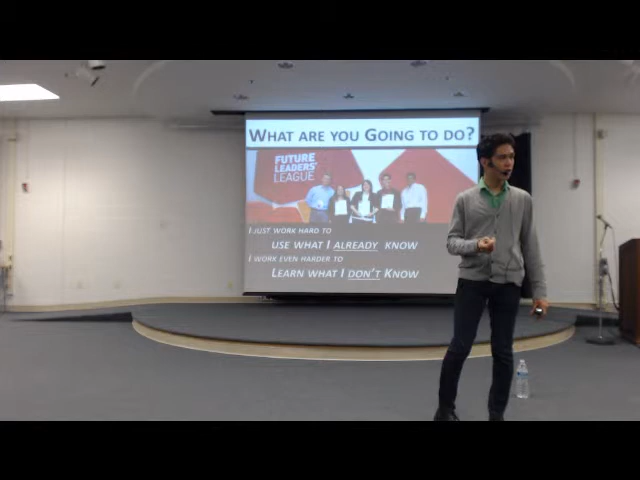 WHAT ARE YOU GOING TO DO?
FUTURE
LEADERS'
LEAGUE
I JUST WORK HARD TO
USE WHAT I ALREADY KNOW
I WORK EVEN HARDER TO
LEARN WHAT I DON'T KNOW